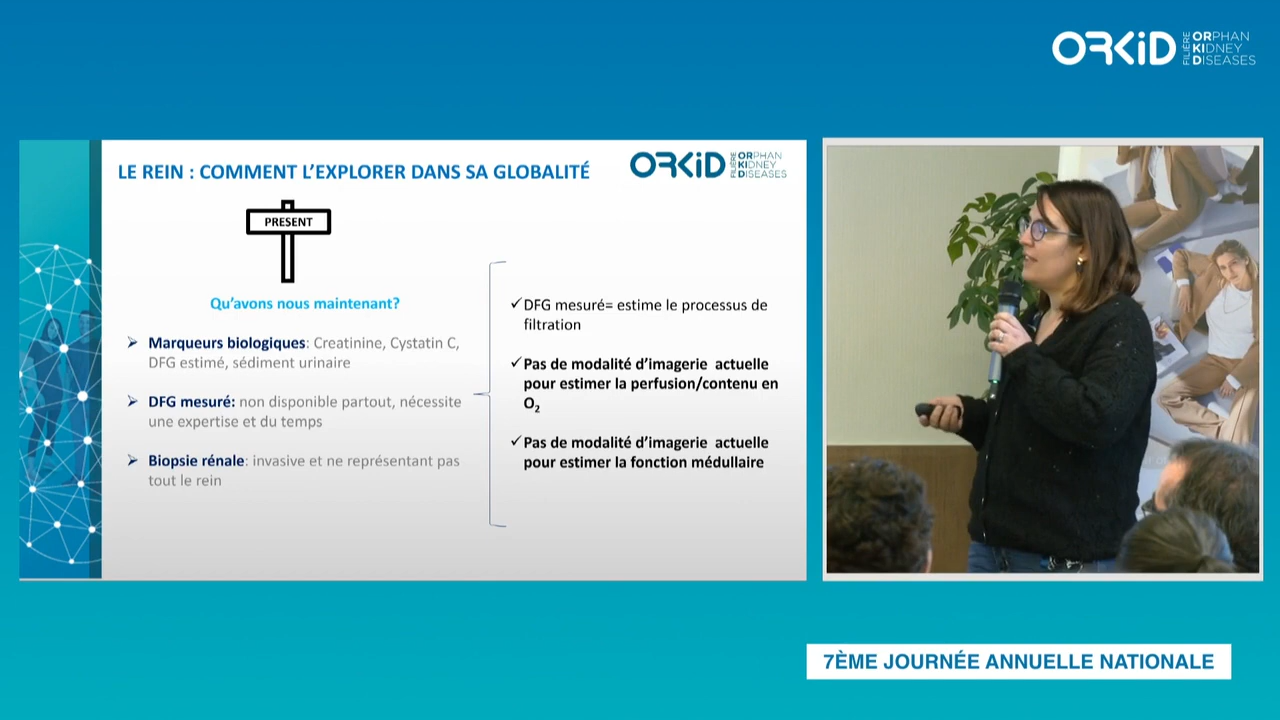 ORKiD
FILIÈRE
ORPHAN
KIDNEY
DISEASES
LE REIN : COMMENT L'EXPLORER DANS SA GLOBALITÉ
ORKiD
FILIÈRE
ORPHAN
KIDNEY
DISEASES
PRESENT
Qu'avons nous maintenant?
➢ Marqueurs biologiques: Creatinine, Cystatin C,
DFG estimé, sédiment urinaire
➢ DFG mesuré: non disponible partout, nécessite
une expertise et du temps
➢ Biopsie rénale: invasive et ne représentant pas
tout le rein
✓DFG mesuré= estime le processus de
filtration
✓Pas de modalité d'imagerie actuelle
pour estimer la perfusion/contenu en
O₂
✓Pas de modalité d'imagerie actuelle
pour estimer la fonction médullaire
7ÈME JOURNÉE ANNUELLE NATIONALE